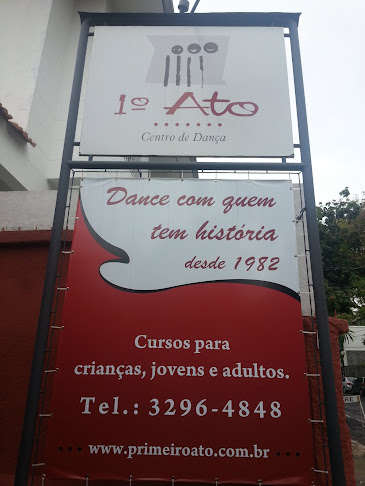 1º Ato
Centro de Dança
Dance com quem
tem história
desde 1982
Cursos para
crianças, jovens e adultos.
Tel.: 3296-4848
www.primeiroato.com.br